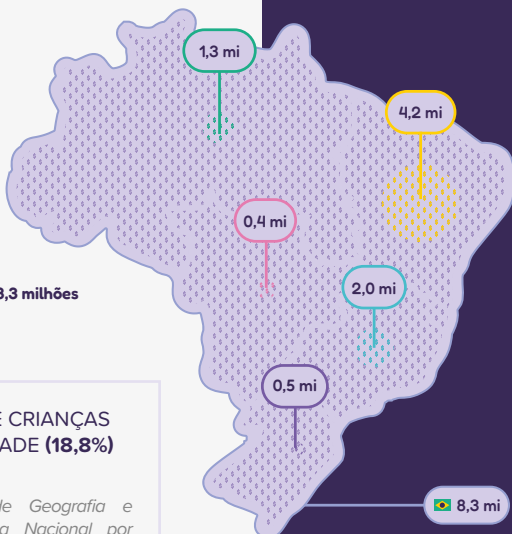 1,3 mi
4,2 mi
0,4 mi
2,0 mi
8,3 milhões
0,5 mi
E CRIANÇAS
ADE (18,8%)
8,3 mi
de Geografia e
a Nacional por